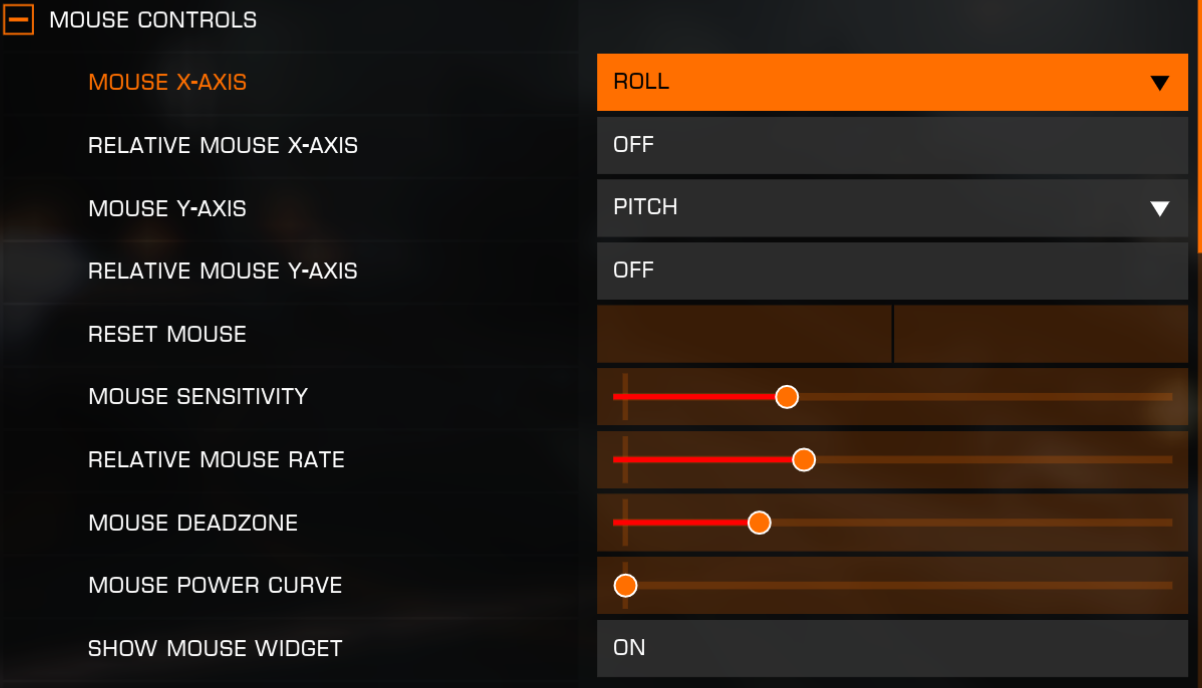 MOUSE CONTROLS
MOUSE X-AXIS ROLL
RELATIVE MOUSE X-AXIS OFF
MOUSE Y-AXIS PITCH
RELATIVE MOUSE Y-AXIS OFF
RESET MOUSE
MOUSE SENSITIVITY
RELATIVE MOUSE RATE
MOUSE DEADZONE
MOUSE POWER CURVE
SHOW MOUSE WIDGET ON